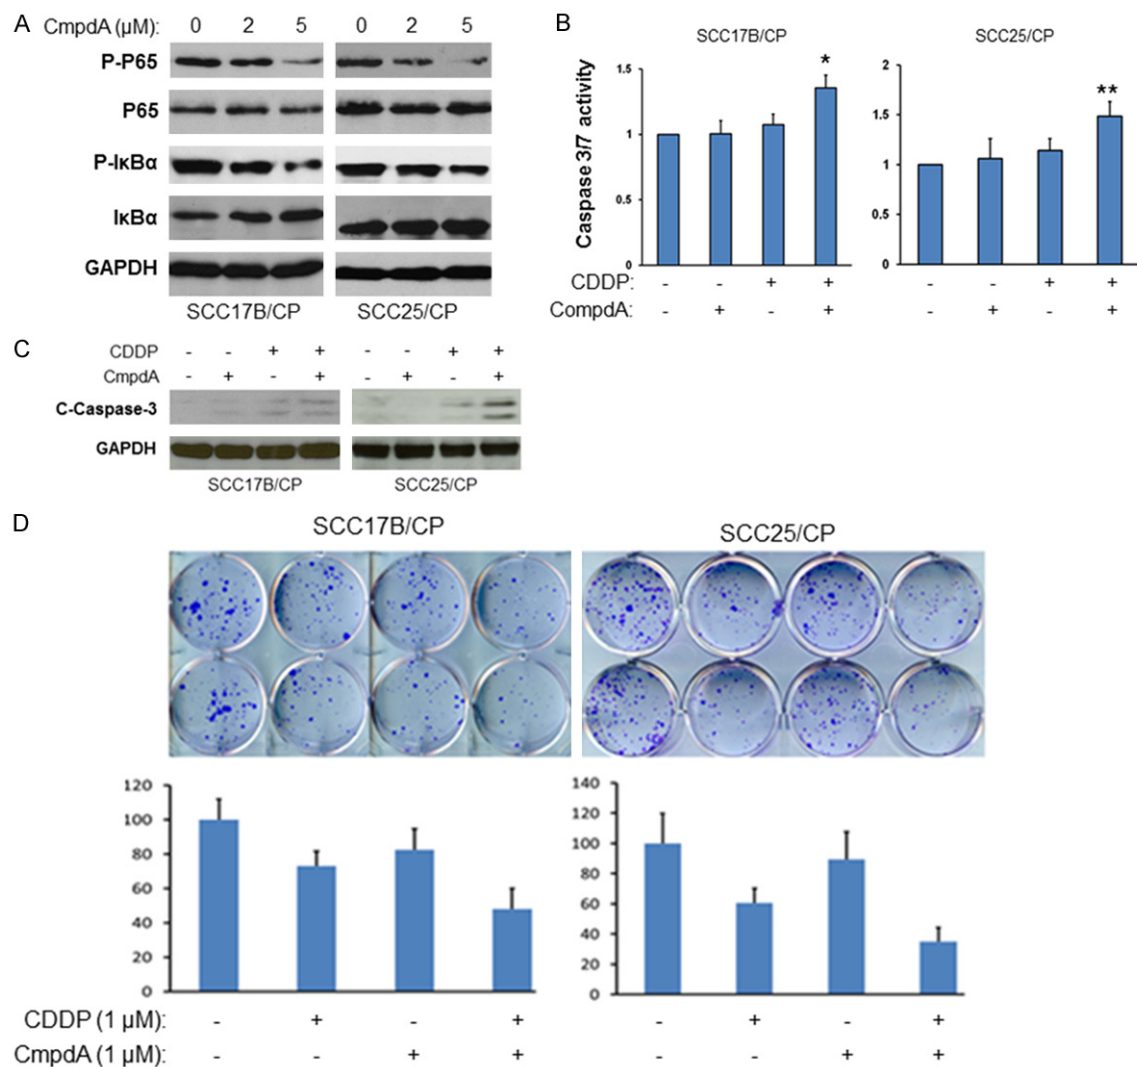 A
CmpdA (µM): 0 2 5 0 2 5
P-P65
P65
P-IκBα
IκBα
GAPDH
SCC17B/CP SCC25/CP
B
SCC17B/CP SCC25/CP
Caspase 3/7 activity
1.5
1
0.5
0
*
2
1.5
1
0.5
0
**
CDDP: - - + + - - + +
CompdA: - + - + - + - +
C
CDDP - - + + - - + +
CmpdA - + - + - + - +
C-Caspase-3
GAPDH
SCC17B/CP SCC25/CP
D
SCC17B/CP SCC25/CP
120
100
80
60
40
20
0
140
120
100
80
60
40
20
0
CDDP (1 µM): - + - + - + - +
CmpdA (1 µM): - - + + - - + +